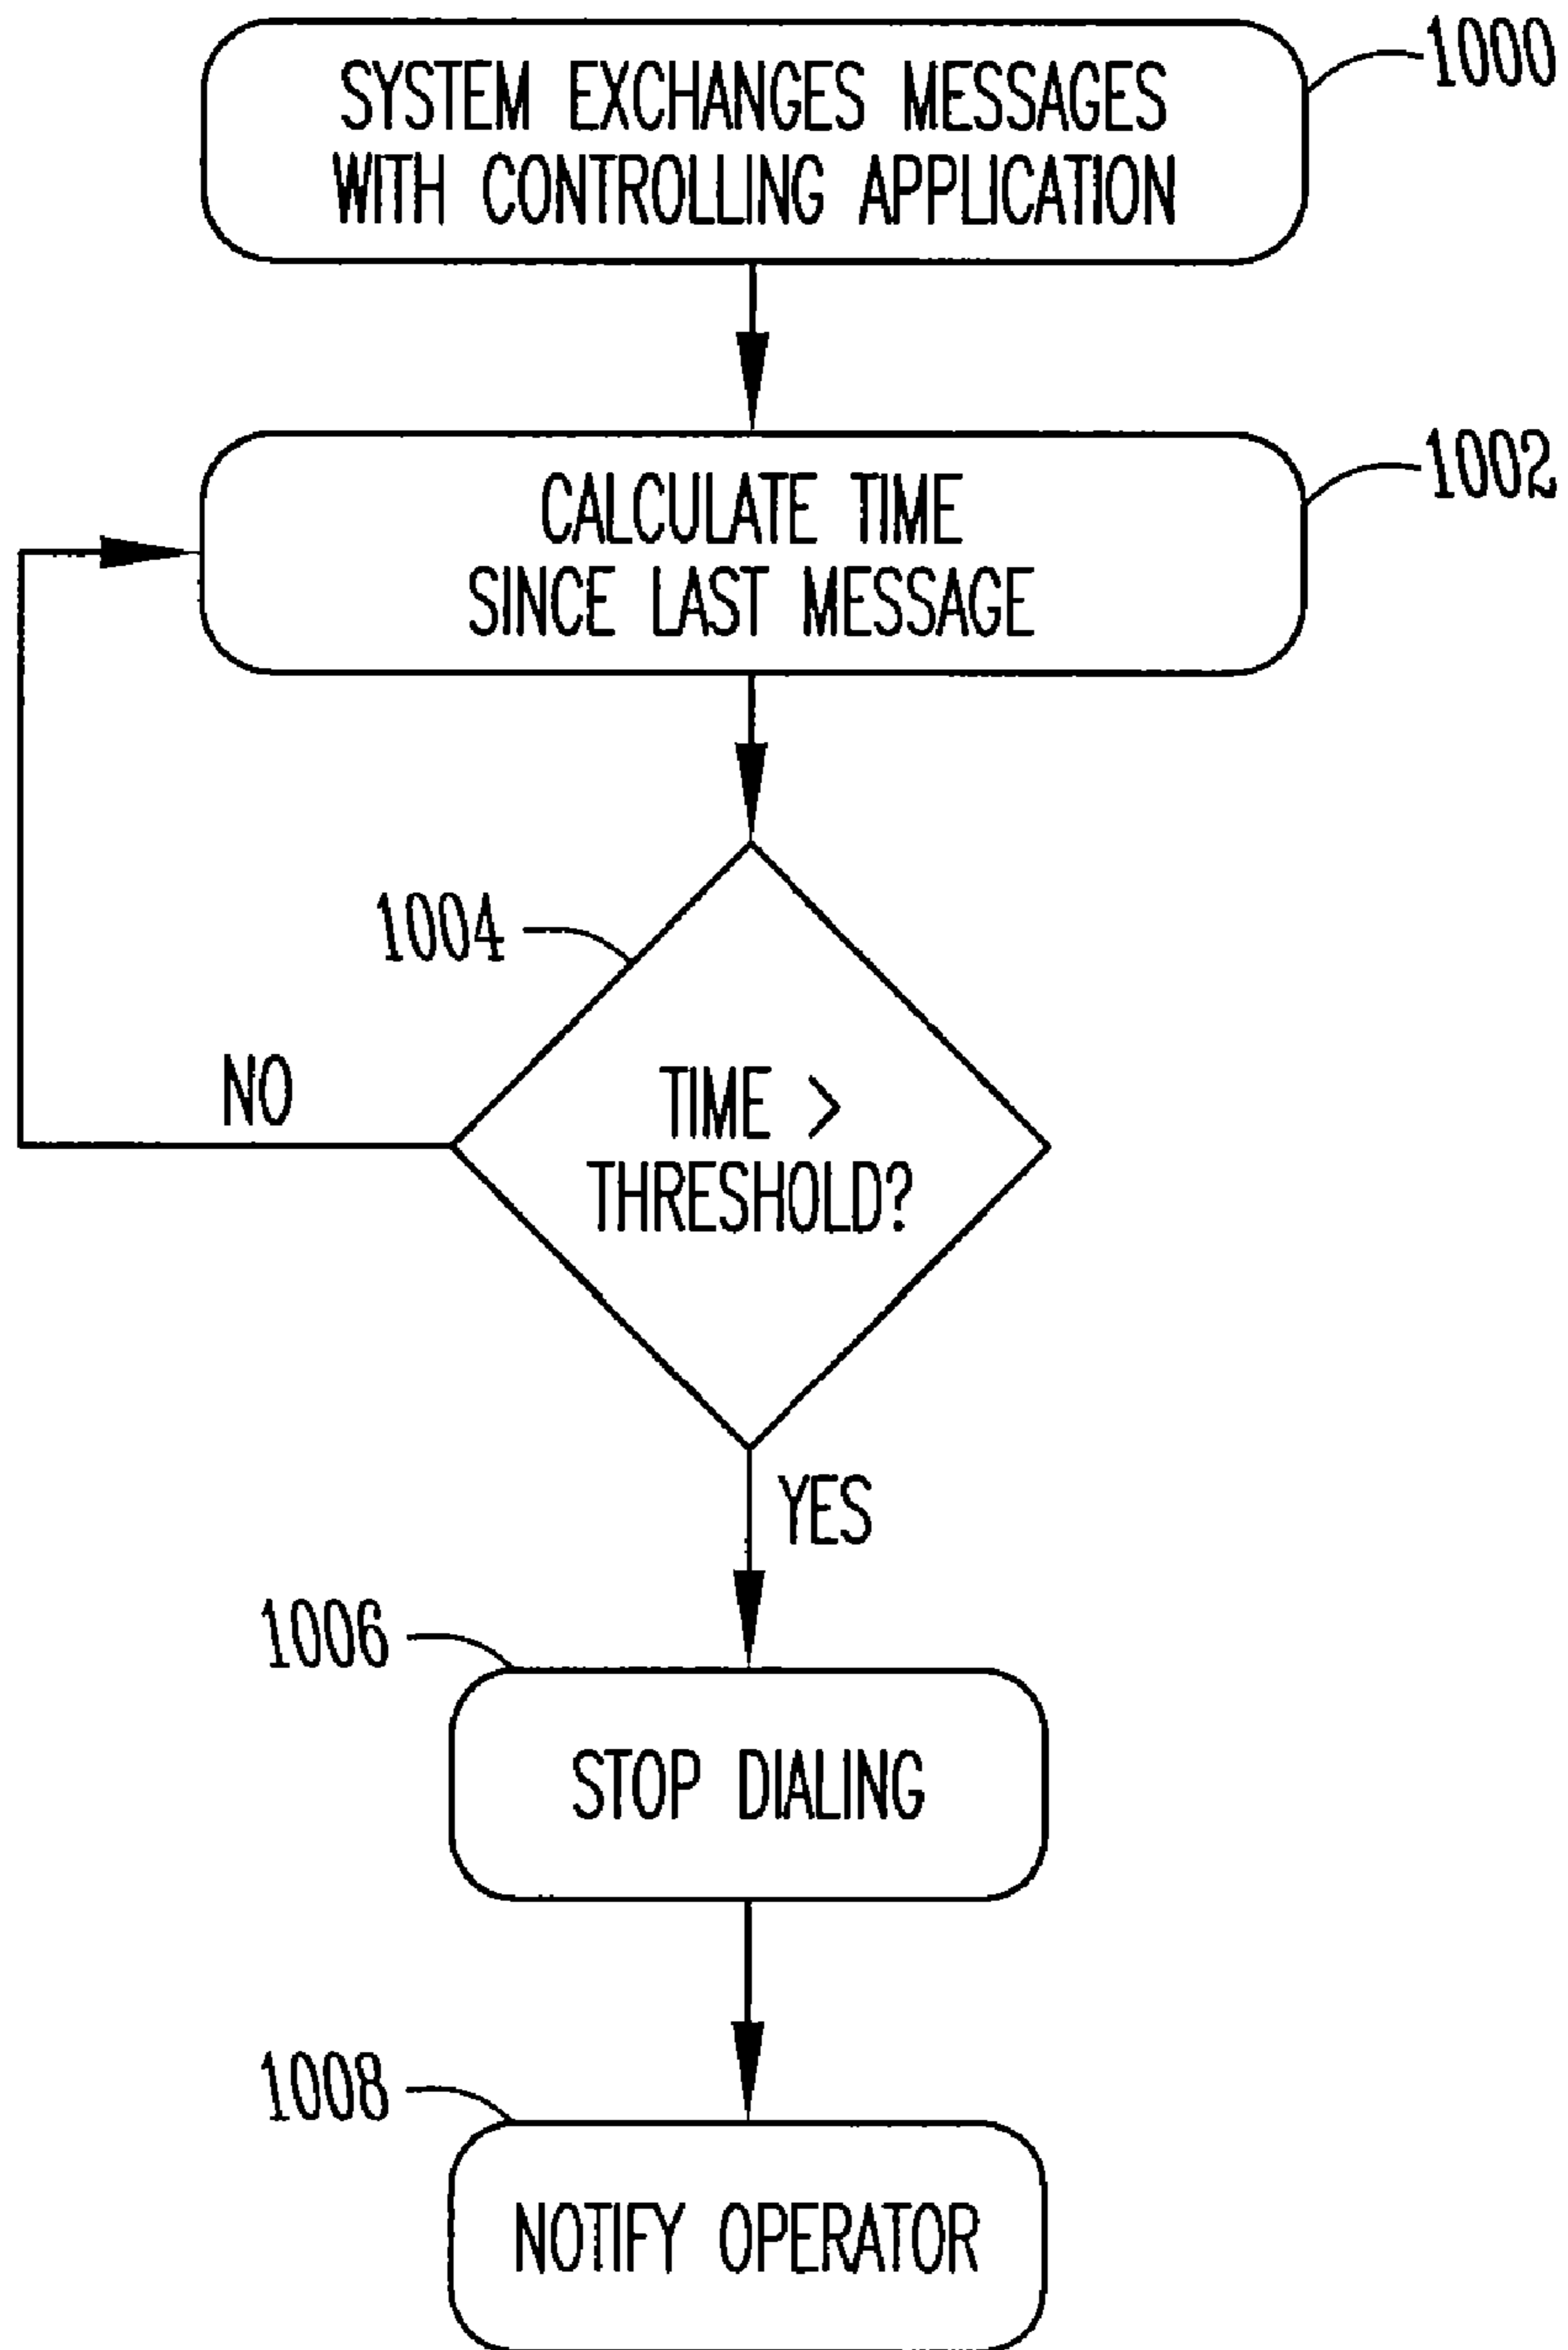 SYSTEM EXCHANGES MESSAGES
WITH CONTROLLING APPLICATION
1000
CALCULATE TIME
SINCE LAST MESSAGE
1002
1004
TIME >
THRESHOLD?
NO
YES
1006
STOP DIALING
1008
NOTIFY OPERATOR